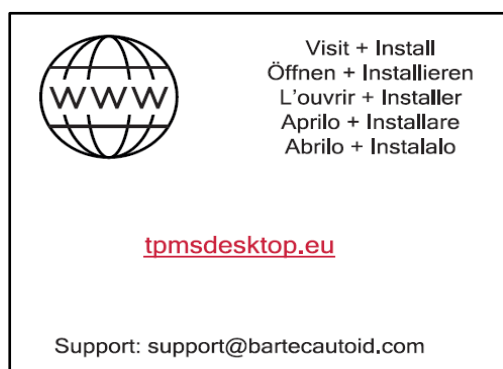 WWW
Visit + Install
Öffnen + Installieren
L'ouvrir + Installer
Aprilo + Installare
Abrilo + Instalalo
tpmsdesktop.eu
Support: support@bartecautoid.com